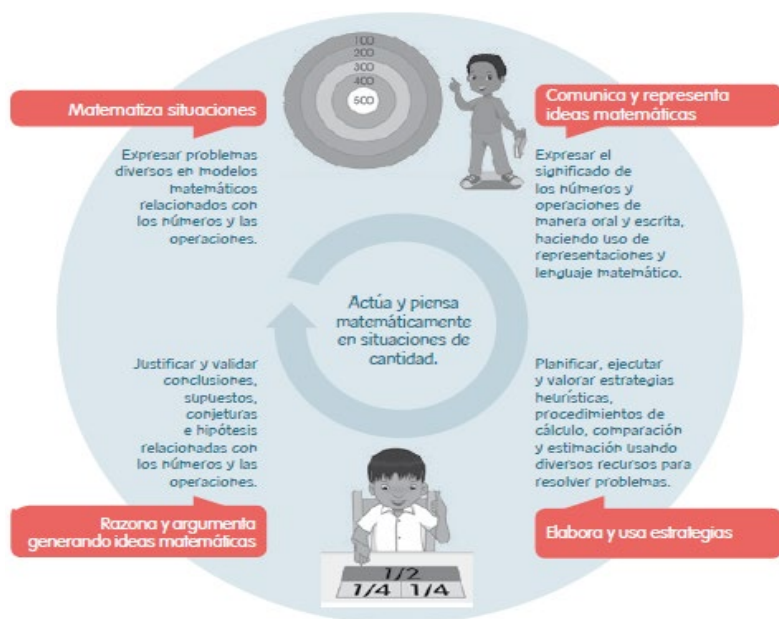 100
200
300
400
500
Matematiza situaciones
Expresar problemas
diversos en modelos
matemáticos
relacionados con
los números y las
operaciones.
Comunica y representa
ideas matemáticas
Expresar el
significado de
los números y
operaciones de
manera oral y escrita,
haciendo uso de
representaciones y
lenguaje matemático.
Actúa y piensa
matemáticamente
en situaciones de
cantidad.
Justificar y validar
conclusiones,
supuestos,
conjeturas
e hipótesis
relacionadas con
los números y las
operaciones.
Razona y argumenta
generando ideas matemáticas
Planificar, ejecutar
y valorar estrategias
heurísticas,
procedimientos de
cálculo, comparación
y estimación usando
diversos recursos para
resolver problemas.
Elabora y usa estrategias
1/2
1/4 1/4